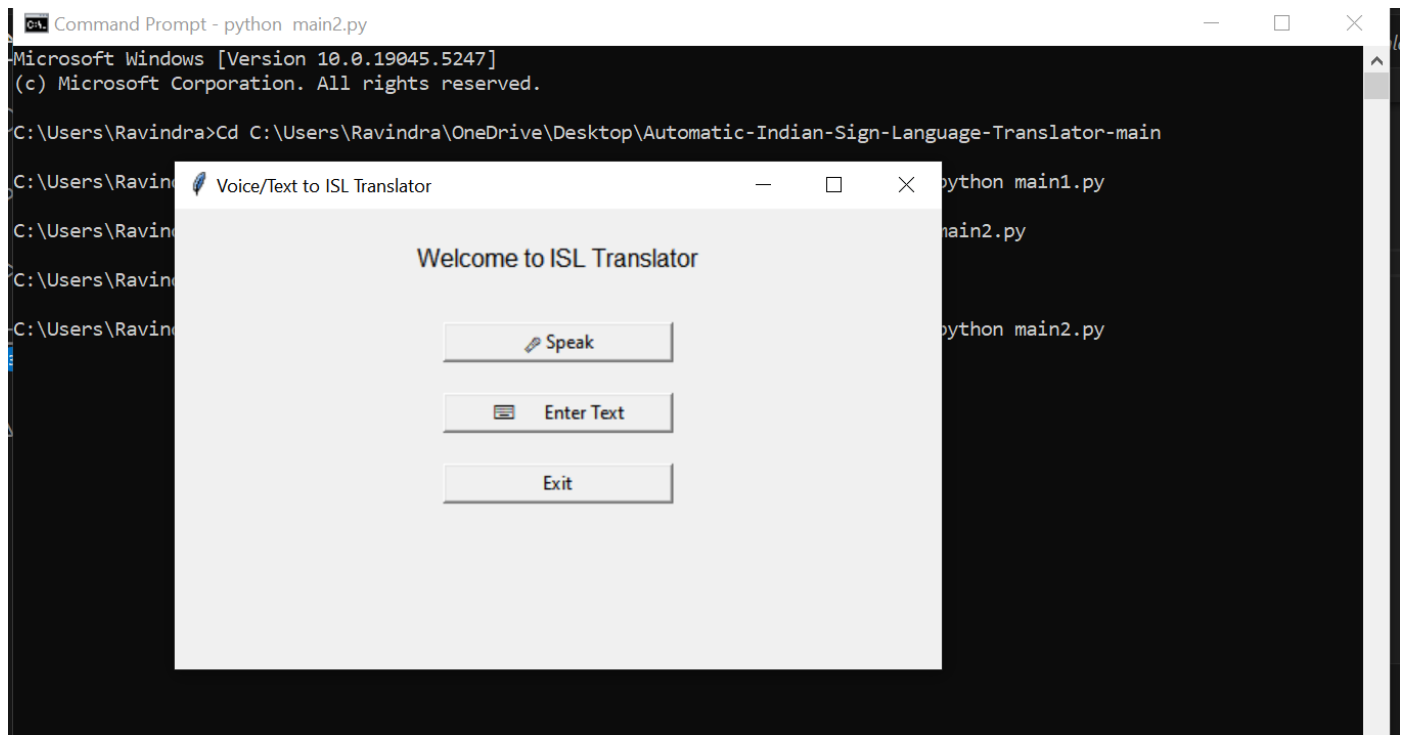 Command Prompt - python  main2.py
Microsoft Windows [Version 10.0.19045.5247]
(c) Microsoft Corporation. All rights reserved.
C:\Users\Ravindra>Cd C:\Users\Ravindra\OneDrive\Desktop\Automatic-Indian-Sign-Language-Translator-main
C:\Users\Ravin python main1.py
C:\Users\Ravin main2.py
C:\Users\Ravin
C:\Users\Ravin python main2.py
Voice/Text to ISL Translator
Welcome to ISL Translator
Speak
Enter Text
Exit